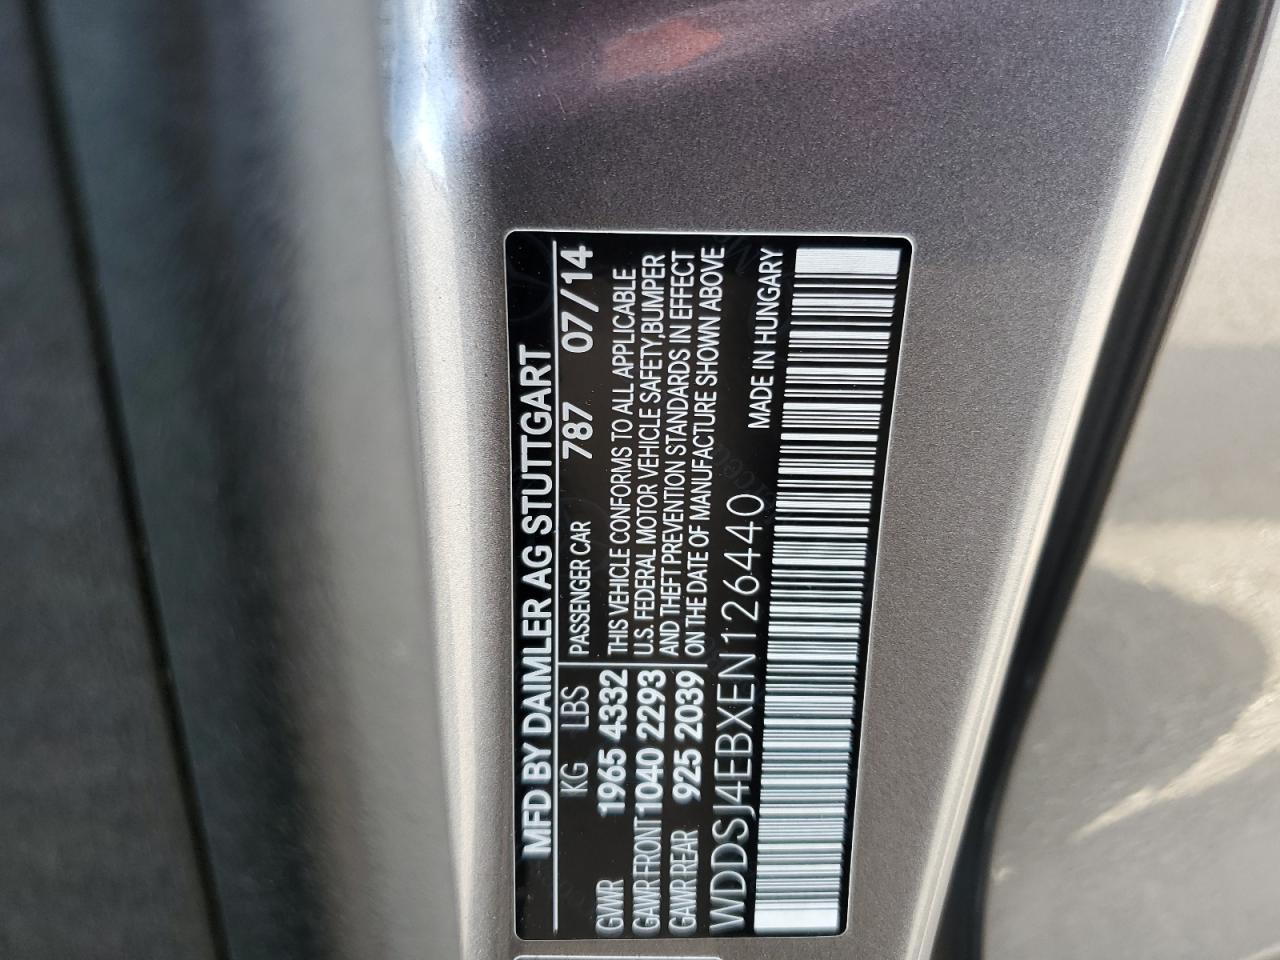 MFD BY DAIMLER AG STUTTGART
KG LBS PASSENGER CAR 787 07/14
GVWR 1965 4332 THIS VEHICLE CONFORMS TO ALL APPLICABLE
GAWR FRONT 1040 2293 U.S. FEDERAL MOTOR VEHICLE SAFETY,BUMPER
GAWR REAR 925 2039 AND THEFT PREVENTION STANDARDS IN EFFECT
ON THE DATE OF MANUFACTURE SHOWN ABOVE
WDDSJ4EBXEN126440 MADE IN HUNGARY